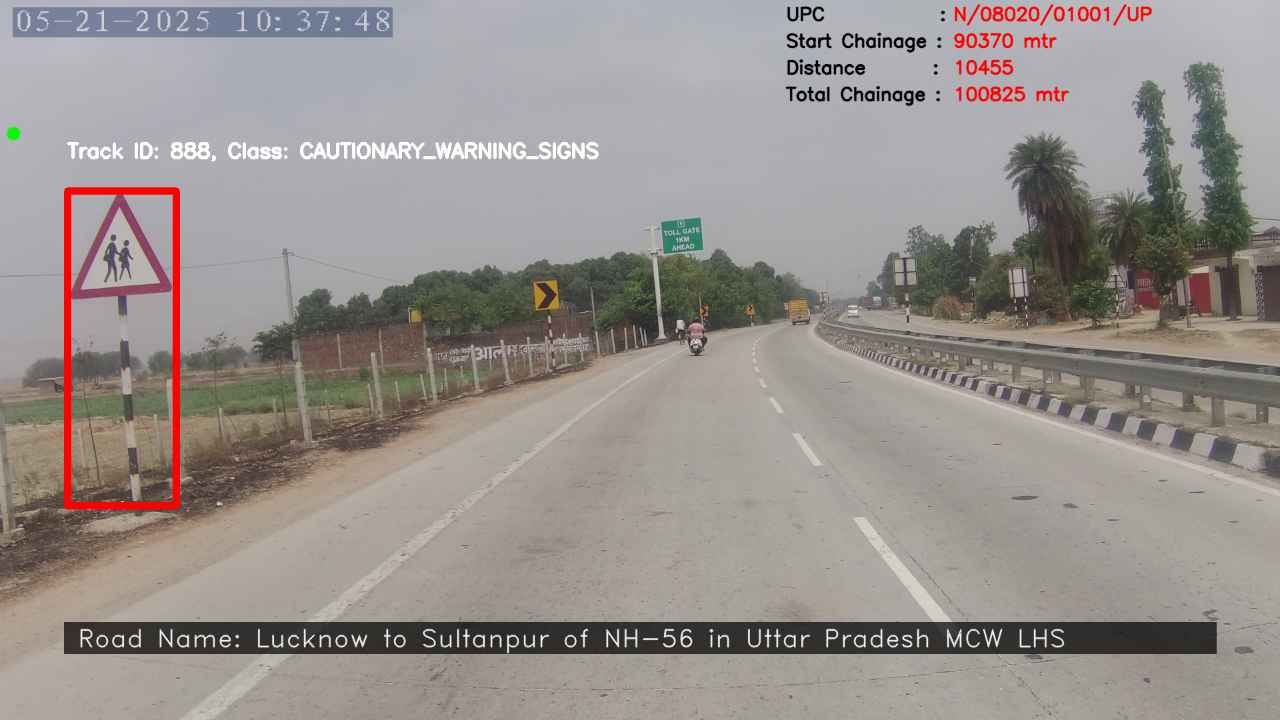 05-21-2025 10:37:48
UPC : N/08020/01001/UP
Start Chainage : 90370 mtr
Distance : 10455
Total Chainage : 100825 mtr
Track ID: 888, Class: CAUTIONARY_WARNING_SIGNS
TOLL GATE
1KM
AHEAD
Road Name: Lucknow to Sultanpur of NH-56 in Uttar Pradesh MCW LHS